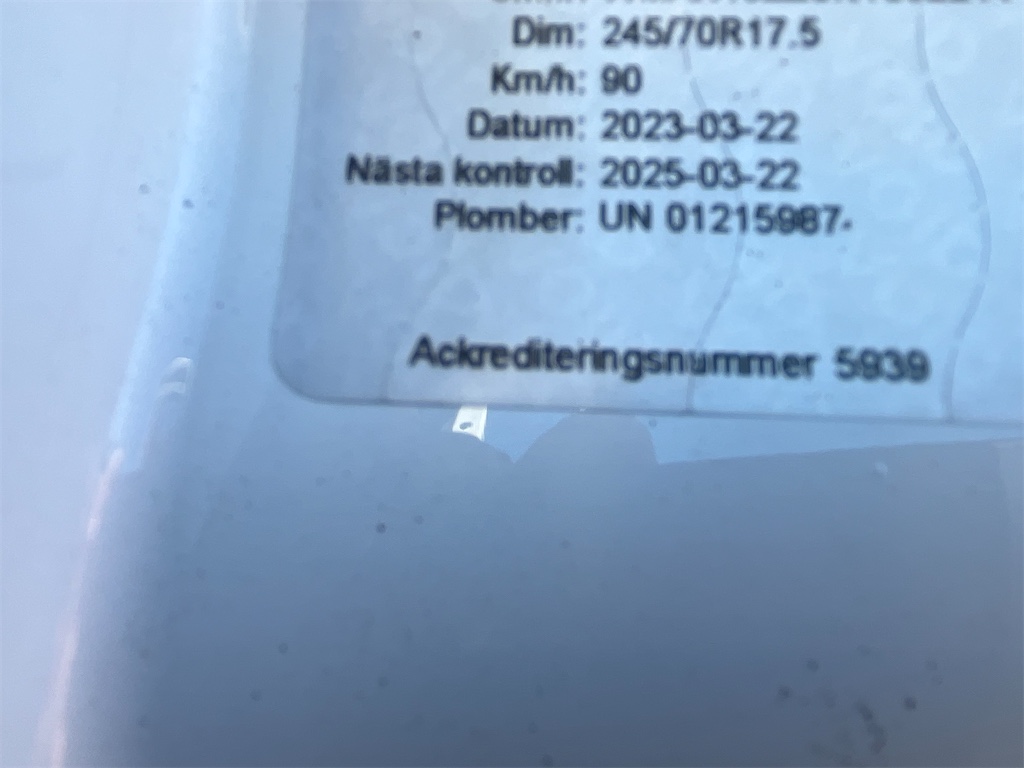 Dim: 245/70R17.5
Km/h: 90
Datum: 2023-03-22
Nästa kontroll: 2025-03-22
Plomber: UN 01215987
Ackrediteringsnummer 5939